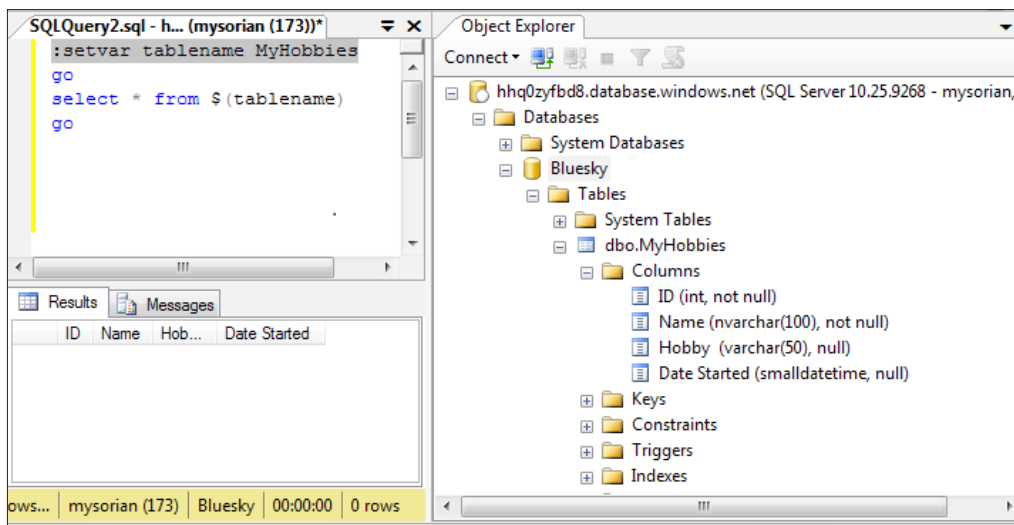 SQLQuery2.sql - h... (mysorian (173))*
:setvar tablename MyHobbies
go
select * from $(tablename)
go
Results
Messages
ID Name Hob... Date Started
ows... mysorian (173) Bluesky 00:00:00 0 rows
Object Explorer
Connect
hhq0zyfbd8.database.windows.net (SQL Server 10.25.9268 - mysorian,
Databases
System Databases
Bluesky
Tables
System Tables
dbo.MyHobbies
Columns
ID (int, not null)
Name (nvarchar(100), not null)
Hobby (varchar(50), null)
Date Started (smalldatetime, null)
Keys
Constraints
Triggers
Indexes